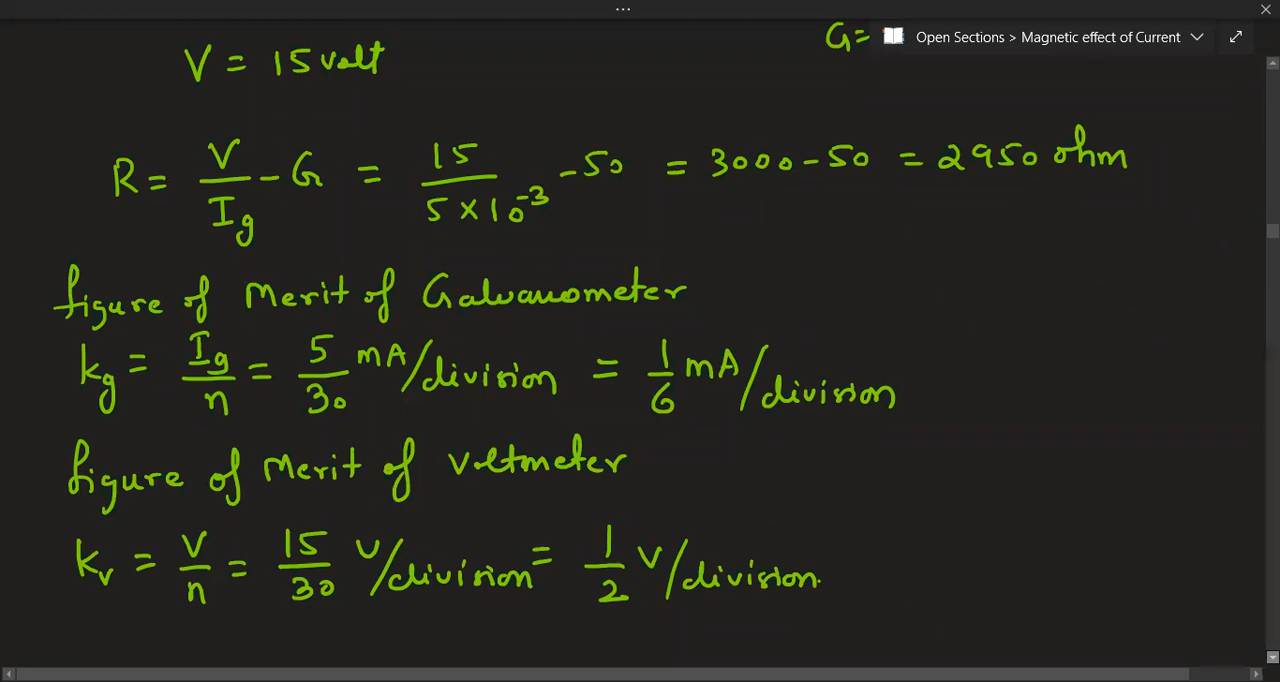 G=
Open Sections > Magnetic effect of Current
V = 15 volt
R = V/Ig - G = 15/5×10⁻³ - 50 = 3000 - 50 = 2950 ohm
figure of Merit of Galvanometer
kg = Ig/n = 5/30 mA/division = 1/6 mA/division
figure of Merit of Voltmeter
kv = V/n = 15/30 V/division = 1/2 V/division